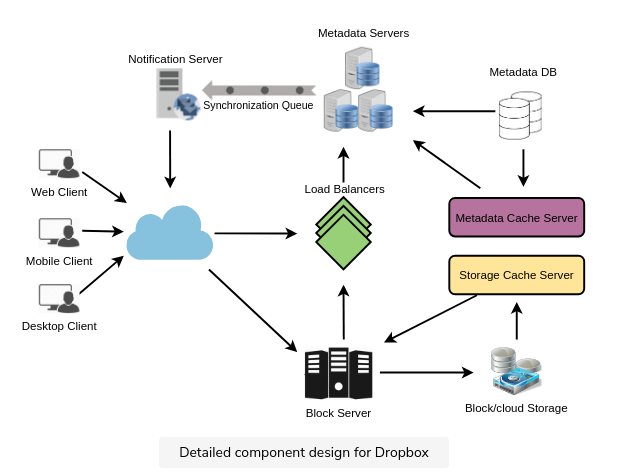 Metadata Servers
Notification Server
Metadata DB
Synchronization Queue
Web Client
Load Balancers
Metadata Cache Server
Mobile Client
Storage Cache Server
Desktop Client
Block Server
Block/cloud Storage
Detailed component design for Dropbox